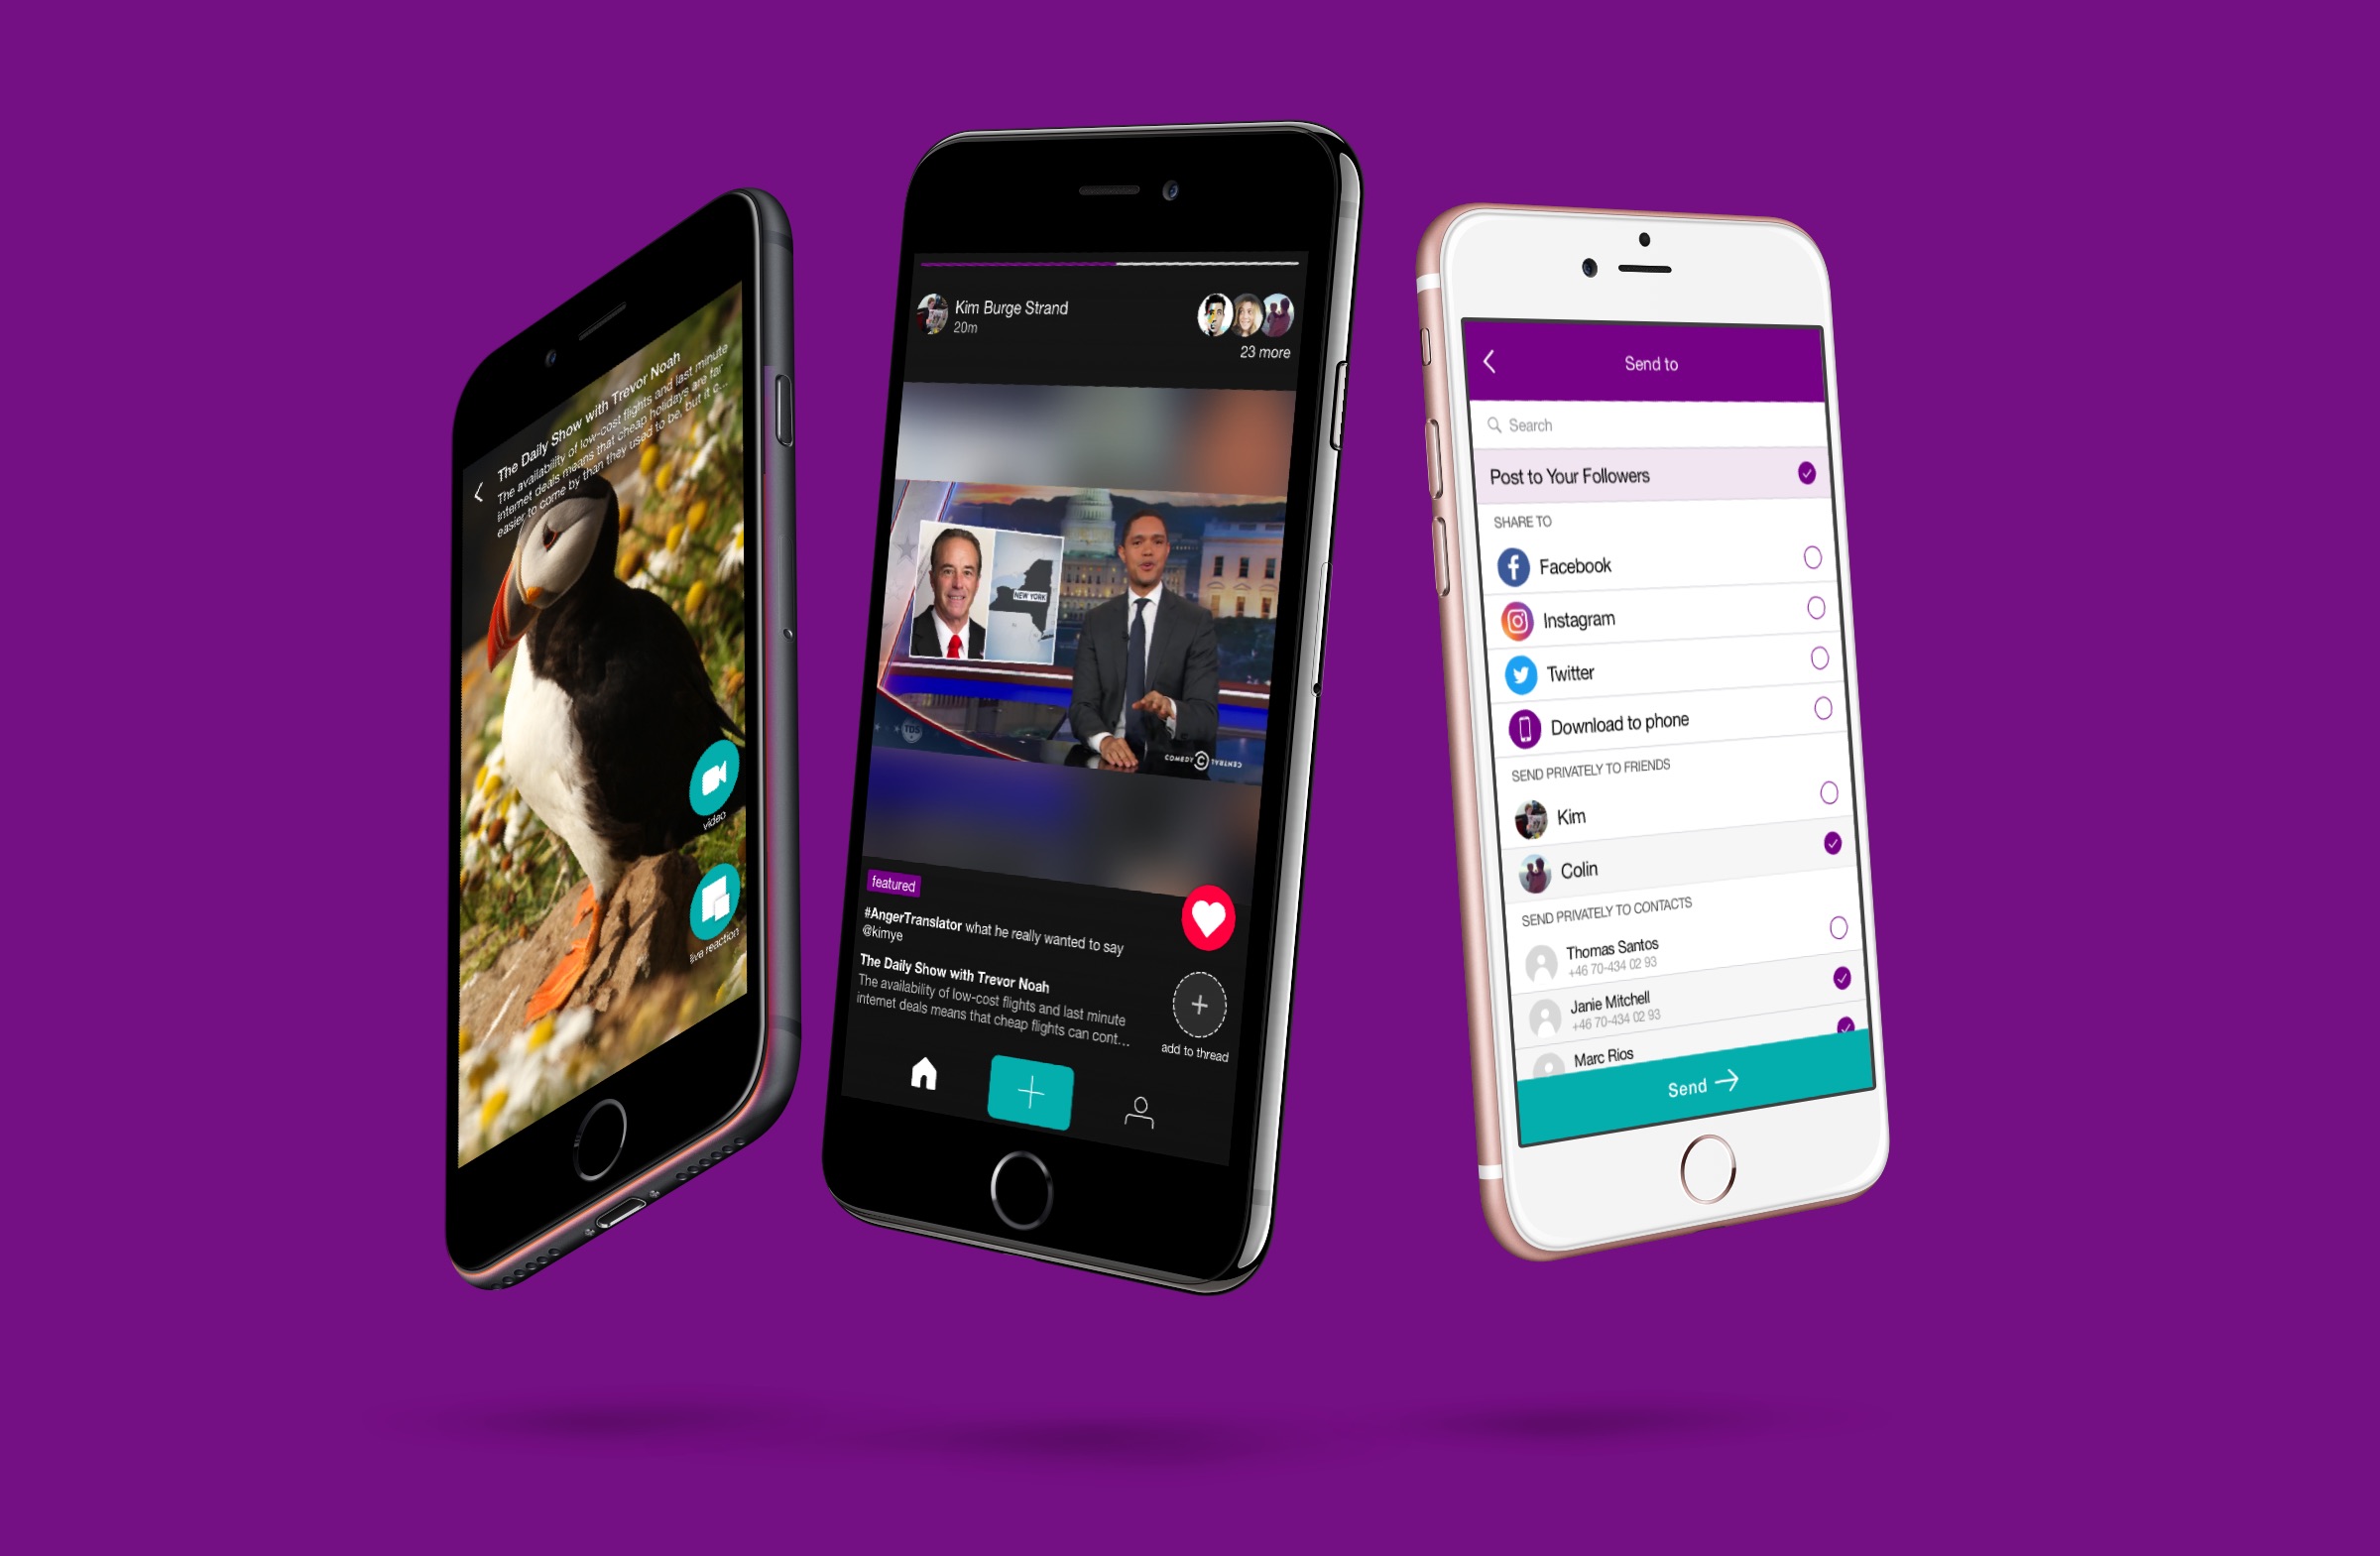 The Daily Show with Trevor Noah
The availability of low-cost flights and last minute
internet deals means that cheap holidays are far
easier to come by than they used to be, but it c...
video
live reaction
Kim Burge Strand
20m
23 more
NEW YORK
TDS
COMEDY CENTRAL
featured
#AngerTranslator what he really wanted to say
@kimye
The Daily Show with Trevor Noah
The availability of low-cost flights and last minute
internet deals means that cheap flights can cont...
add to thread
Send to
Search
Post to Your Followers
SHARE TO
Facebook
Instagram
Twitter
Download to phone
SEND PRIVATELY TO FRIENDS
Kim
Colin
SEND PRIVATELY TO CONTACTS
Thomas Santos
+46 70-434 02 93
Janie Mitchell
+46 70-434 02 93
Marc Rios
Send